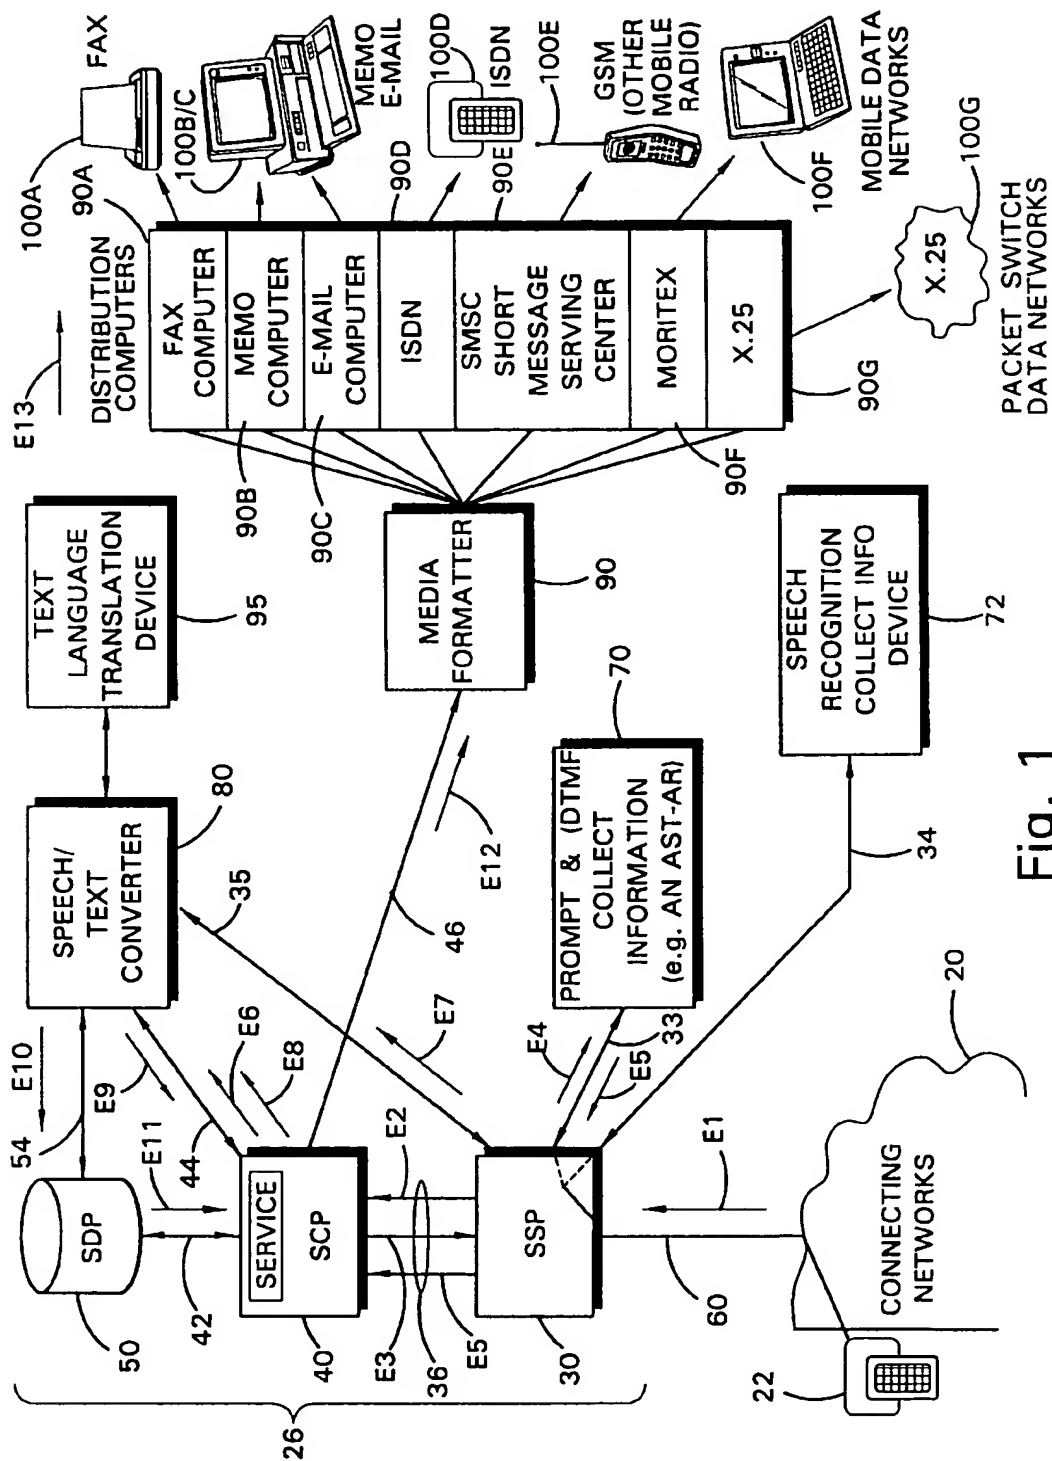 E13
DISTRIBUTION
COMPUTERS
90A
100A
FAX
FAX
COMPUTER
MEMO
COMPUTER
E-MAIL
COMPUTER
ISDN
SMSC
SHORT
MESSAGE
SERVING
CENTER
MORITEX
X.25
90B
90C
90D
90E
90F
90G
100B/C
MEMO
E-MAIL
100D
ISDN
100E
GSM
(OTHER
MOBILE
RADIO)
100F
MOBILE DATA
NETWORKS
100G
X.25
PACKET SWITCH
DATA NETWORKS
TEXT
LANGUAGE
TRANSLATION
DEVICE
95
MEDIA
FORMATTER
90
SPEECH
RECOGNITION
COLLECT INFO
DEVICE
72
SPEECH/
TEXT
CONVERTER
80
35
E12
46
70
PROMPT & (DTMF
COLLECT
INFORMATION
(e.g. AN AST-AR)
34
E10
54
E9
E6
E8
E7
E4
33
E5
20
SDP
50
E11
42
44
SERVICE
SCP
40
E2
E3
36
E5
SSP
30
E1
60
CONNECTING
NETWORKS
22
26
Fig. 1